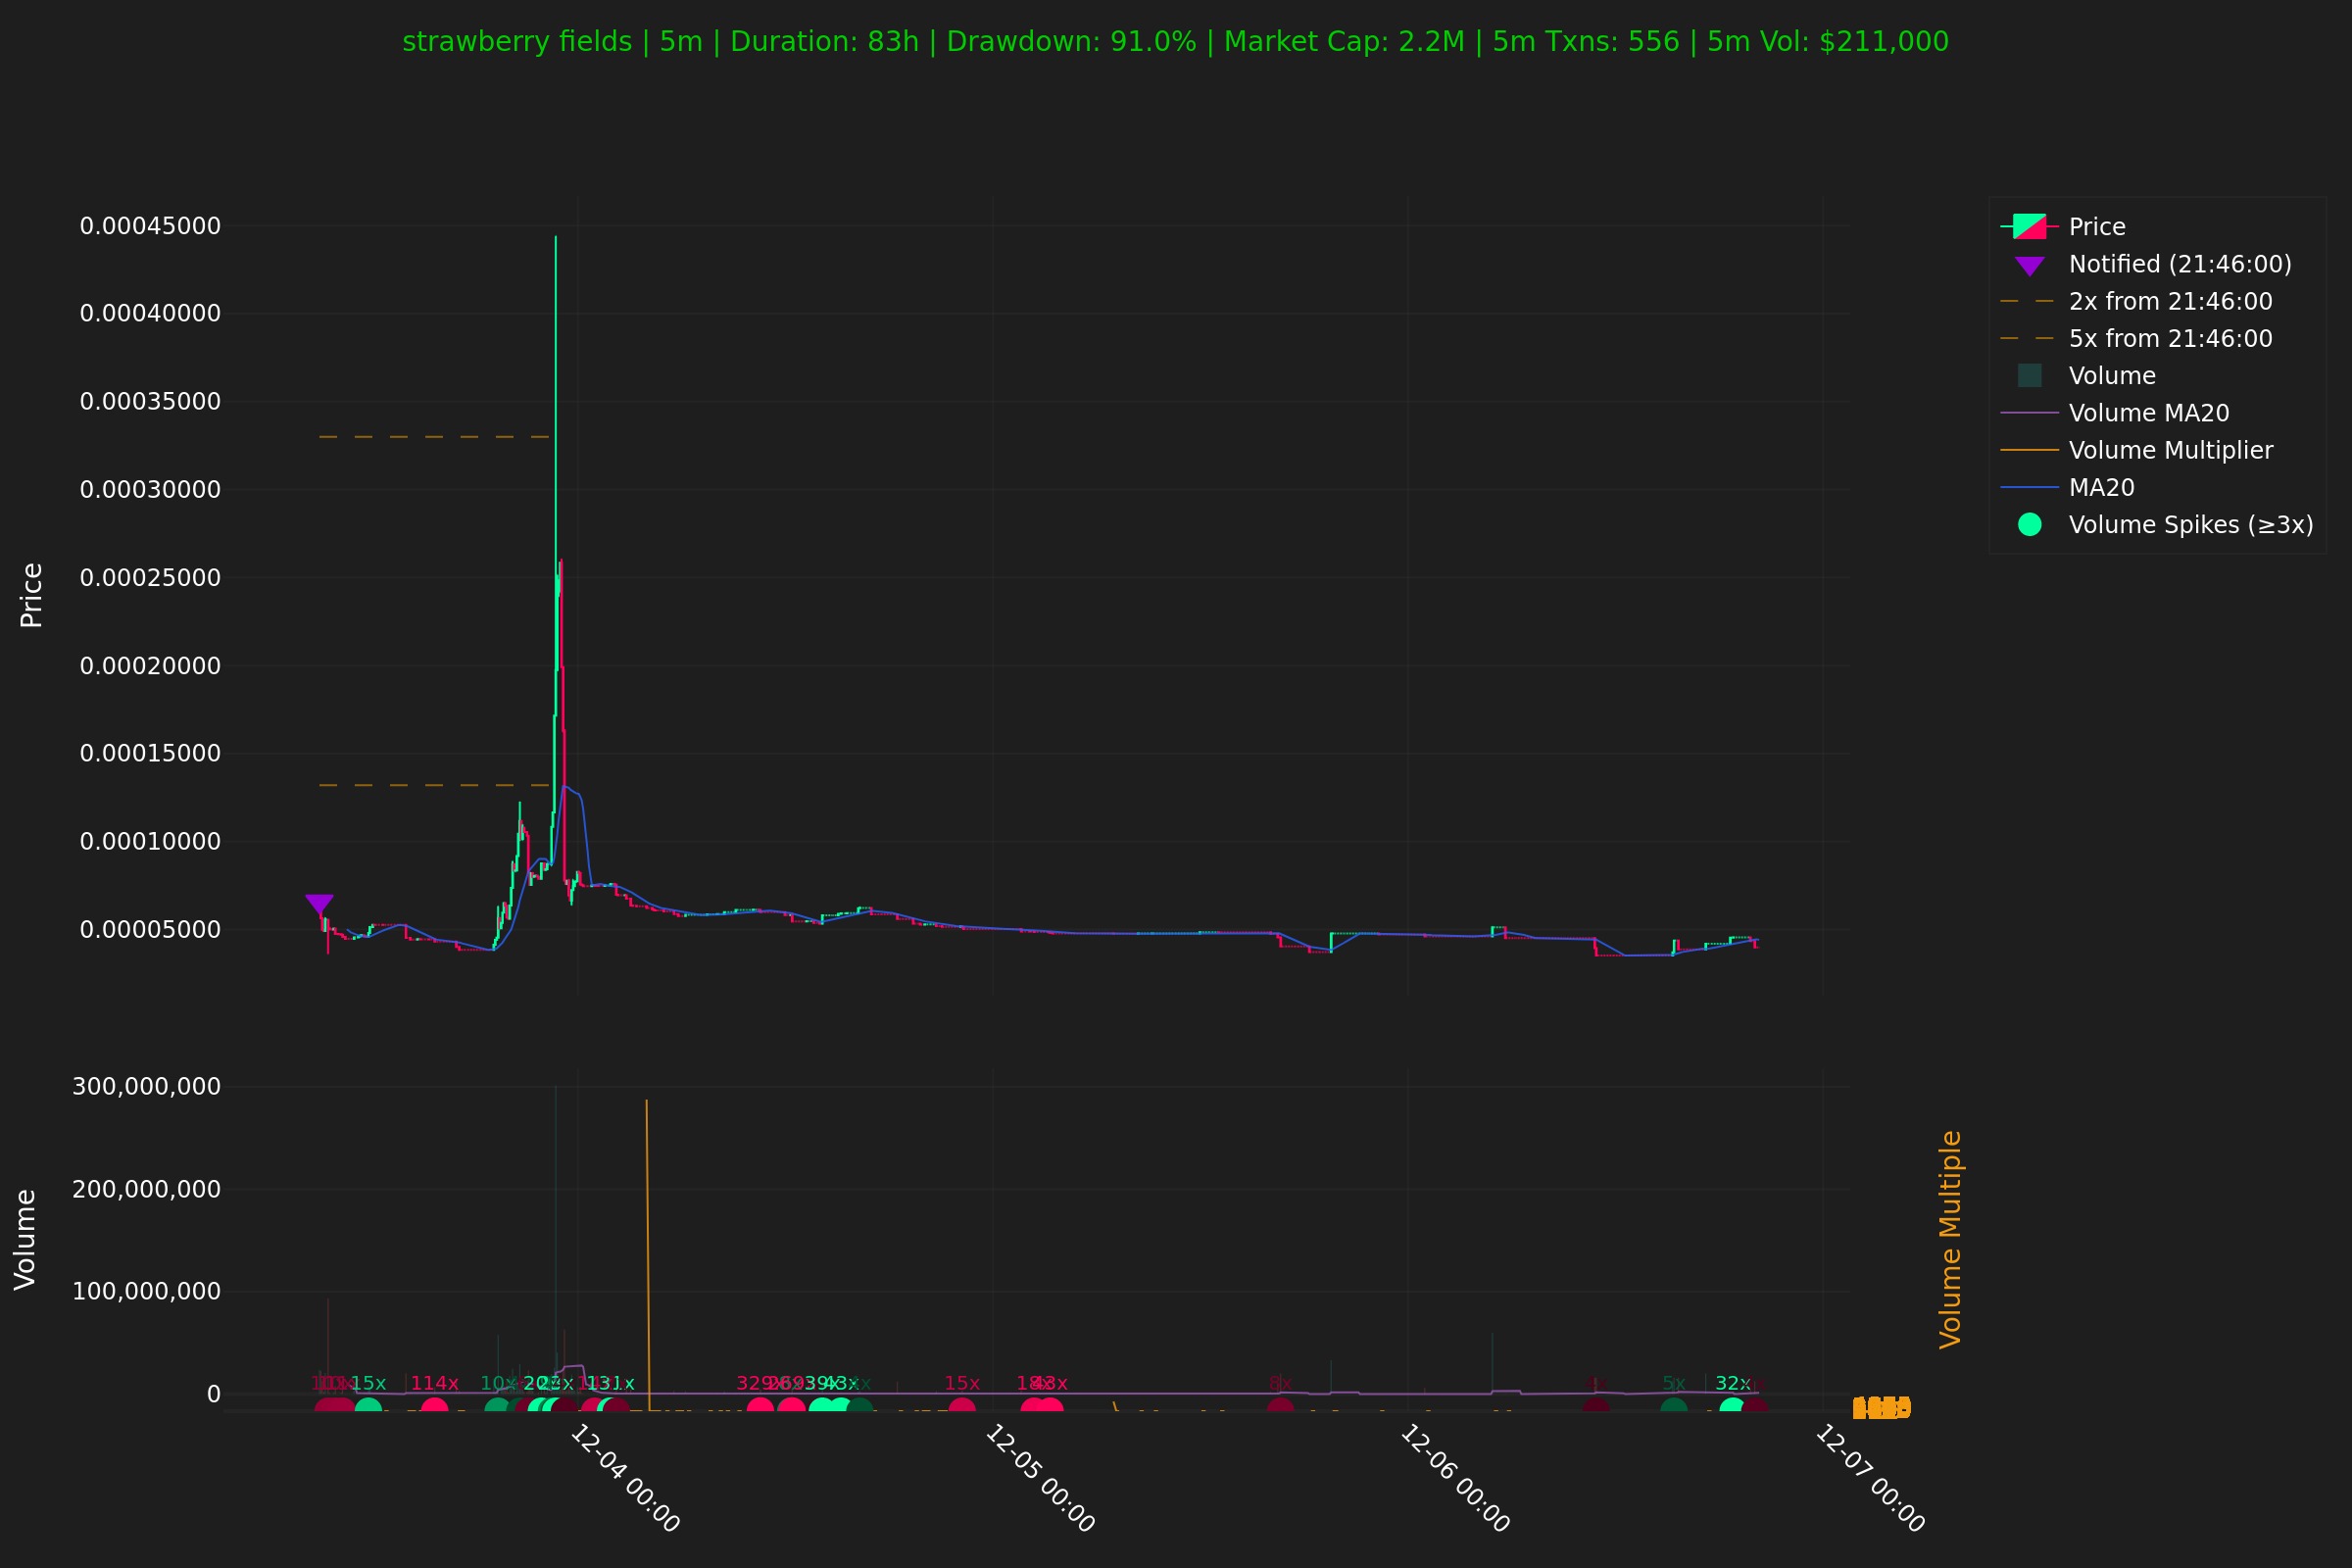 strawberry fields | 5m | Duration: 83h | Drawdown: 91.0% | Market Cap: 2.2M | 5m Txns: 556 | 5m Vol: $211,000
Price
Notified (21:46:00)
2x from 21:46:00
5x from 21:46:00
Volume
Volume MA20
Volume Multiplier
MA20
Volume Spikes (≥3x)
Price
0.00045000
0.00040000
0.00035000
0.00030000
0.00025000
0.00020000
0.00015000
0.00010000
0.00005000
Volume
300,000,000
200,000,000
100,000,000
0
15x
114x
10x
131x
39x
43x
15x
43x
8x
5x
32x
Volume Multiple
12-04 00:00
12-05 00:00
12-06 00:00
12-07 00:00